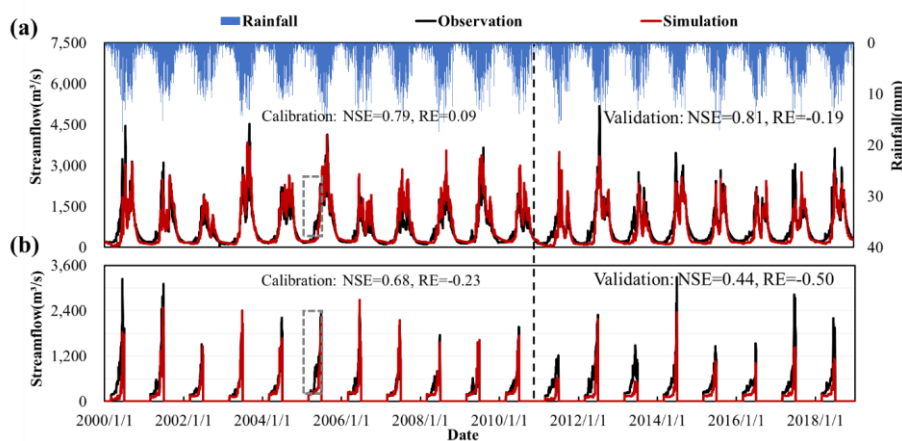 Rainfall Observation Simulation
(a)
7,500
6,000
4,500
3,000
1,500
0
Streamflow(m³/s)
Calibration: NSE=0.79, RE=0.09
Validation: NSE=0.81, RE=-0.19
0
10
20
30
40
Rainfall(mm)
(b)
3,600
2,400
1,200
0
Streamflow(m³/s)
Calibration: NSE=0.68, RE=-0.23
Validation: NSE=0.44, RE=-0.50
2000/1/1 2002/1/1 2004/1/1 2006/1/1 2008/1/1 2010/1/1 2012/1/1 2014/1/1 2016/1/1 2018/1/1
Date